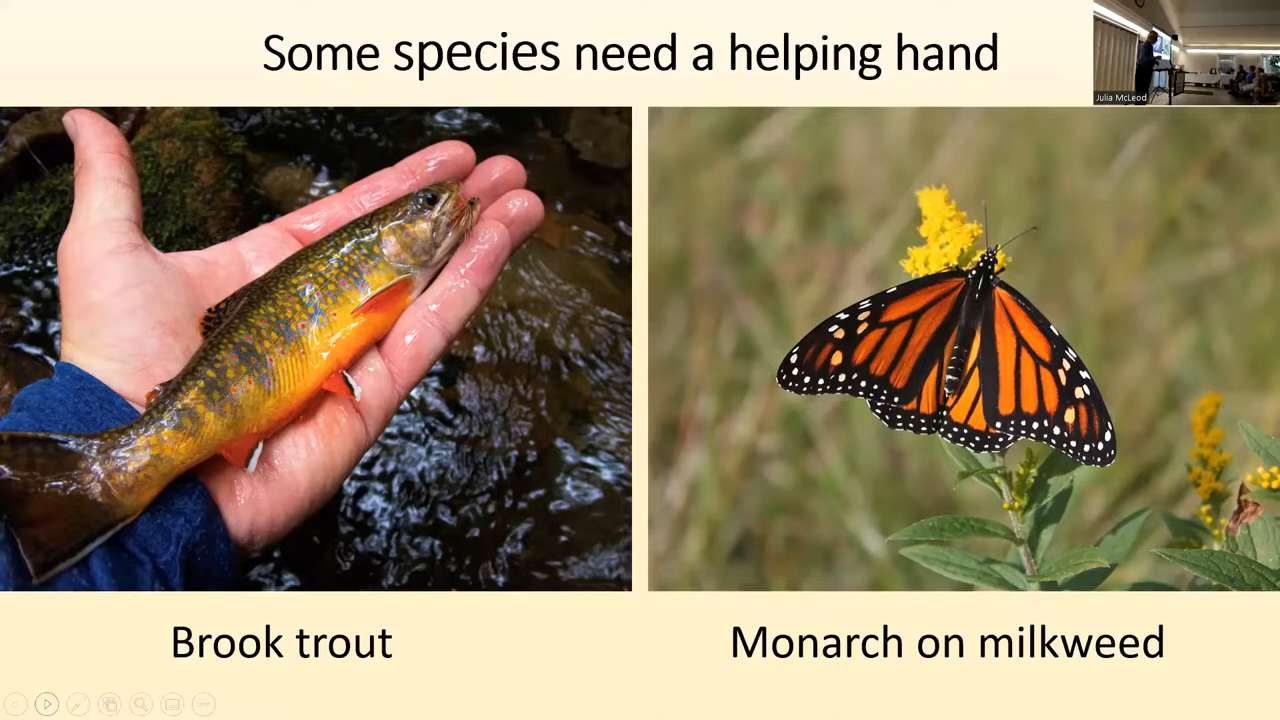 Some species need a helping hand
Julia McLeod
Brook trout
Monarch on milkweed